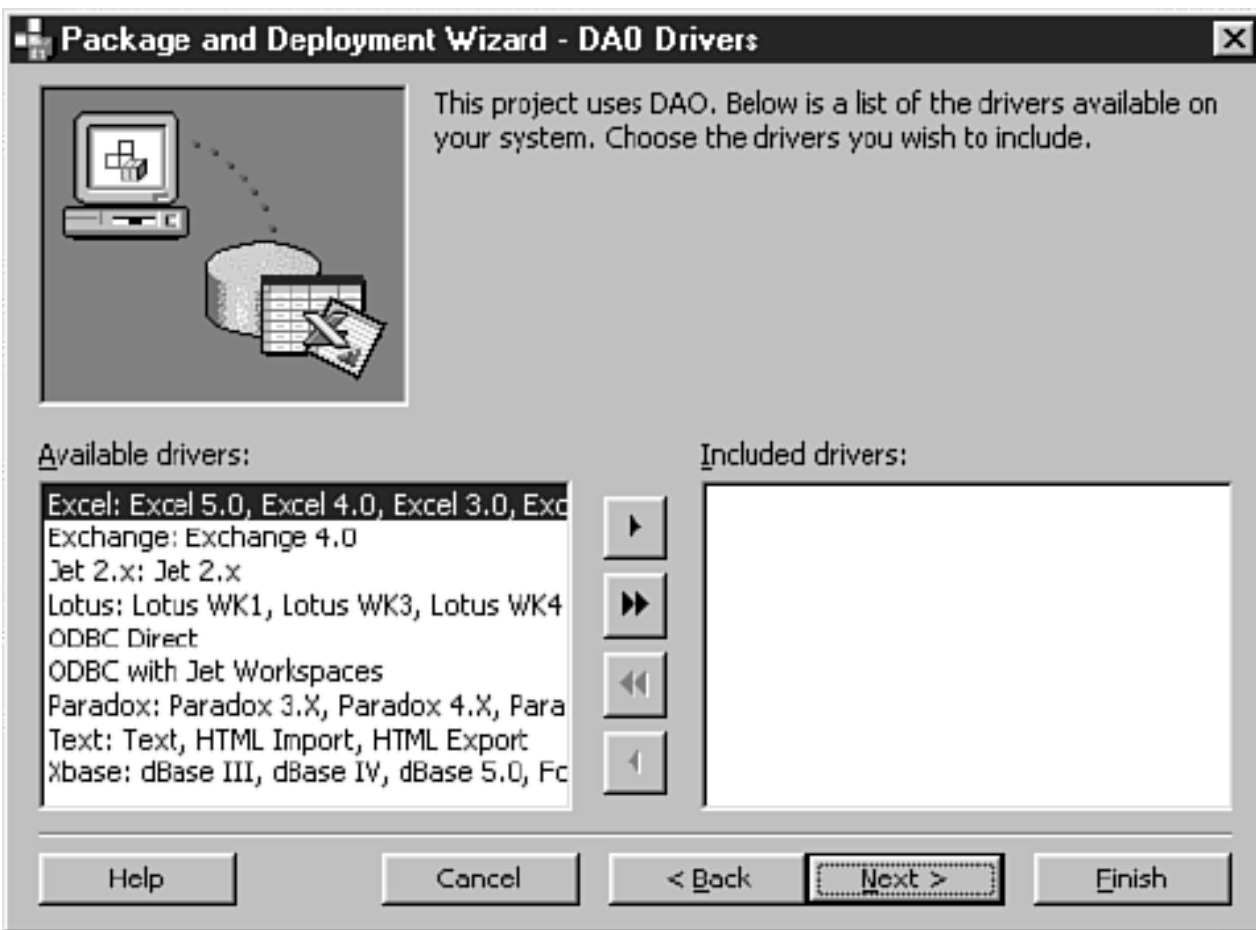 Package and Deployment Wizard - DAO Drivers
This project uses DAO. Below is a list of the drivers available on
your system. Choose the drivers you wish to include.
Available drivers:
Excel: Excel 5.0, Excel 4.0, Excel 3.0, Exc
Exchange: Exchange 4.0
Jet 2.x: Jet 2.x
Lotus: Lotus WK1, Lotus WK3, Lotus WK4
ODBC Direct
ODBC with Jet Workspaces
Paradox: Paradox 3.X, Paradox 4.X, Para
Text: Text, HTML Import, HTML Export
Xbase: dBase III, dBase IV, dBase 5.0, Fo
Included drivers:
Help
Cancel
< Back
Next >
Finish